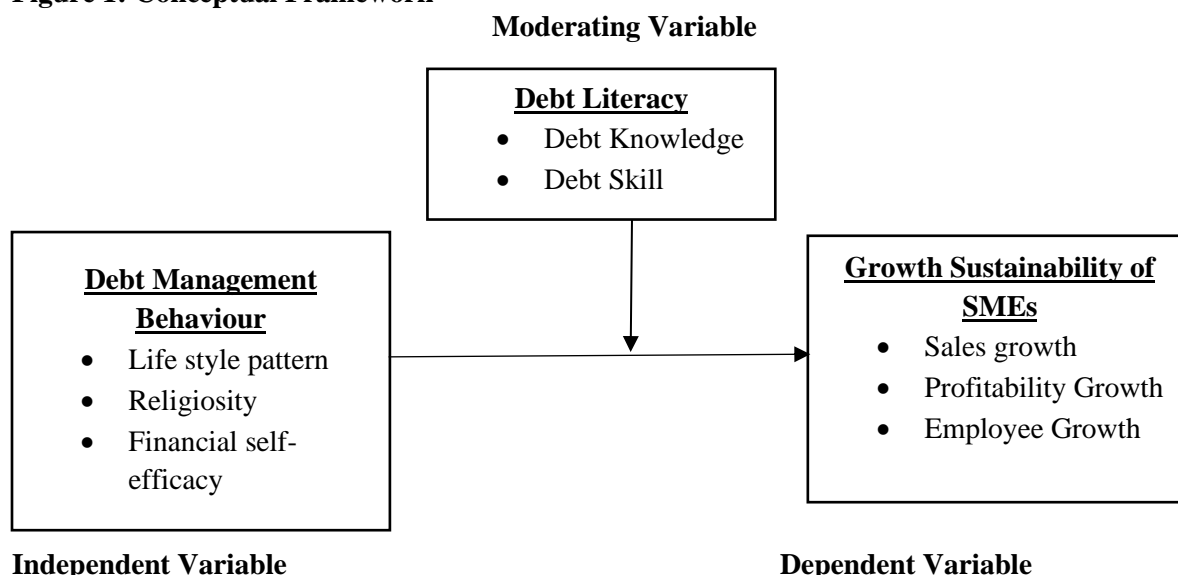 Figure 1: Conceptual Framework
Moderating Variable
Debt Literacy
• Debt Knowledge
• Debt Skill
Debt Management
Behaviour
• Life style pattern
• Religiosity
• Financial self-
efficacy
Growth Sustainability of
SMEs
• Sales growth
• Profitability Growth
• Employee Growth
Independent Variable
Dependent Variable